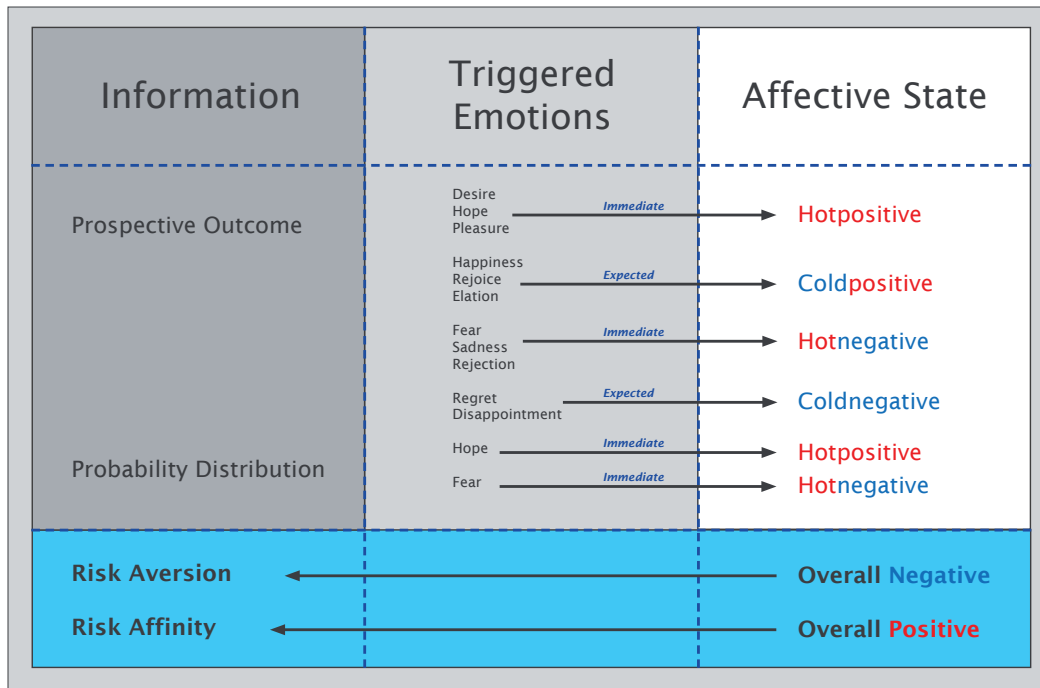 Information
Triggered
Emotions
Affective State
Prospective Outcome
Desire
Hope
Pleasure
Immediate
Hotpositive
Happiness
Rejoice
Elation
Expected
Coldpositive
Fear
Sadness
Rejection
Immediate
Hotnegative
Regret
Disappointment
Expected
Coldnegative
Probability Distribution
Hope
Immediate
Hotpositive
Fear
Immediate
Hotnegative
Risk Aversion
Overall Negative
Risk Affinity
Overall Positive